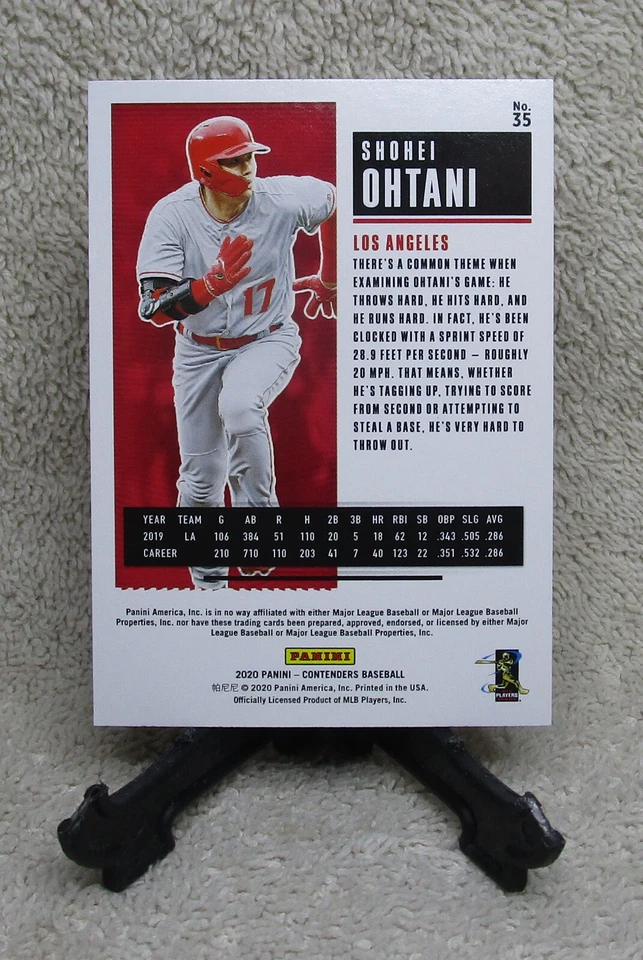 No.
35
SHOHEI
OHTANI
LOS ANGELES
THERE'S A COMMON THEME WHEN
EXAMINING OHTANI'S GAME: HE
THROWS HARD, HE HITS HARD, AND
HE RUNS HARD. IN FACT, HE'S BEEN
CLOCKED WITH A SPRINT SPEED OF
28.9 FEET PER SECOND – ROUGHLY
20 MPH. THAT MEANS, WHETHER
HE'S TAGGING UP, TRYING TO SCORE
FROM SECOND OR ATTEMPTING TO
STEAL A BASE, HE'S VERY HARD TO
THROW OUT.
17
YEAR TEAM G AB R H 2B 3B HR RBI SB OBP SLG AVG
2019 LA 106 384 51 110 20 5 18 62 12 .343 .505 .286
CAREER 210 710 110 203 41 7 40 123 22 .351 .532 .286
Panini America, Inc. is in no way affiliated with either Major League Baseball or Major League Baseball
Properties, Inc. nor have these trading cards been prepared, approved, endorsed, or licensed by either Major
League Baseball or Major League Baseball Properties, Inc.
PANINI
2020 PANINI – CONTENDERS BASEBALL
帕尼尼 © 2020 Panini America, Inc. Printed in the USA.
Officially Licensed Product of MLB Players, Inc.
PLAYERS